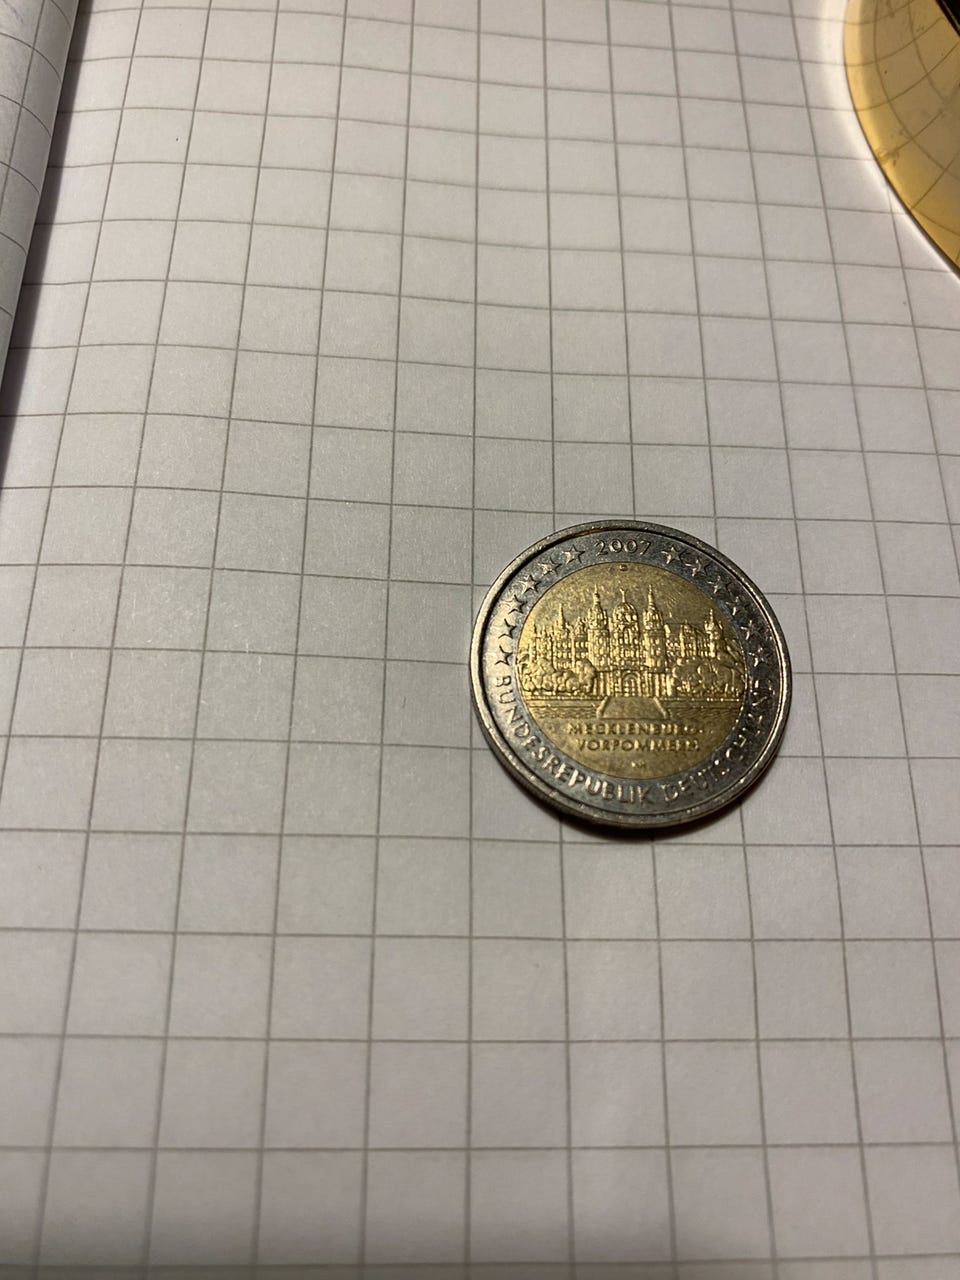 2007
D
MECKLENBURG-
VORPOMMERN
BUNDESREPUBLIK DEUTSCHLAND